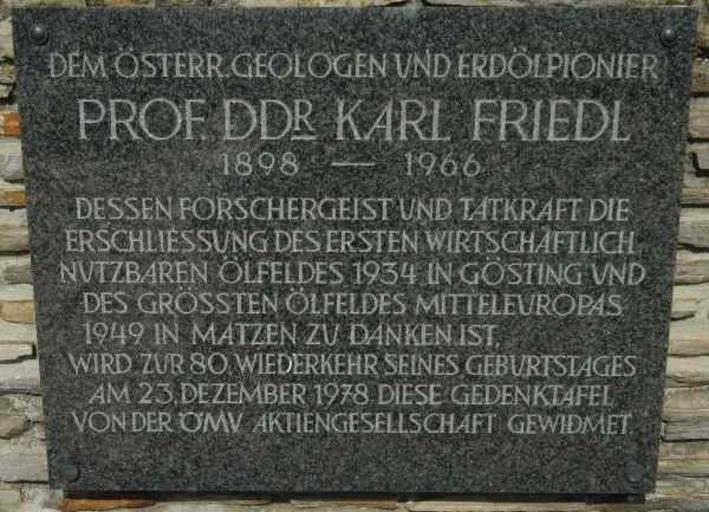 DEM ÖSTERR. GEOLOGEN UND ERDÖLPIONIER
PROF. DDR KARL FRIEDL
1898 — 1966
DESSEN FORSCHERGEIST UND TATKRAFT DIE
ERSCHLIESSUNG DES ERSTEN WIRTSCHAFTLICH
NUTZBAREN ÖLFELDES 1934 IN GÖSTING UND
DES GRÖSSTEN ÖLFELDES MITTELEUROPAS
1949 IN MATZEN ZU DANKEN IST,
WIRD ZUR 80. WIEDERKEHR SEINES GEBURTSTAGES
AM 23. DEZEMBER 1978 DIESE GEDENKTAFEL
VON DER ÖMV AKTIENGESELLSCHAFT GEWIDMET.